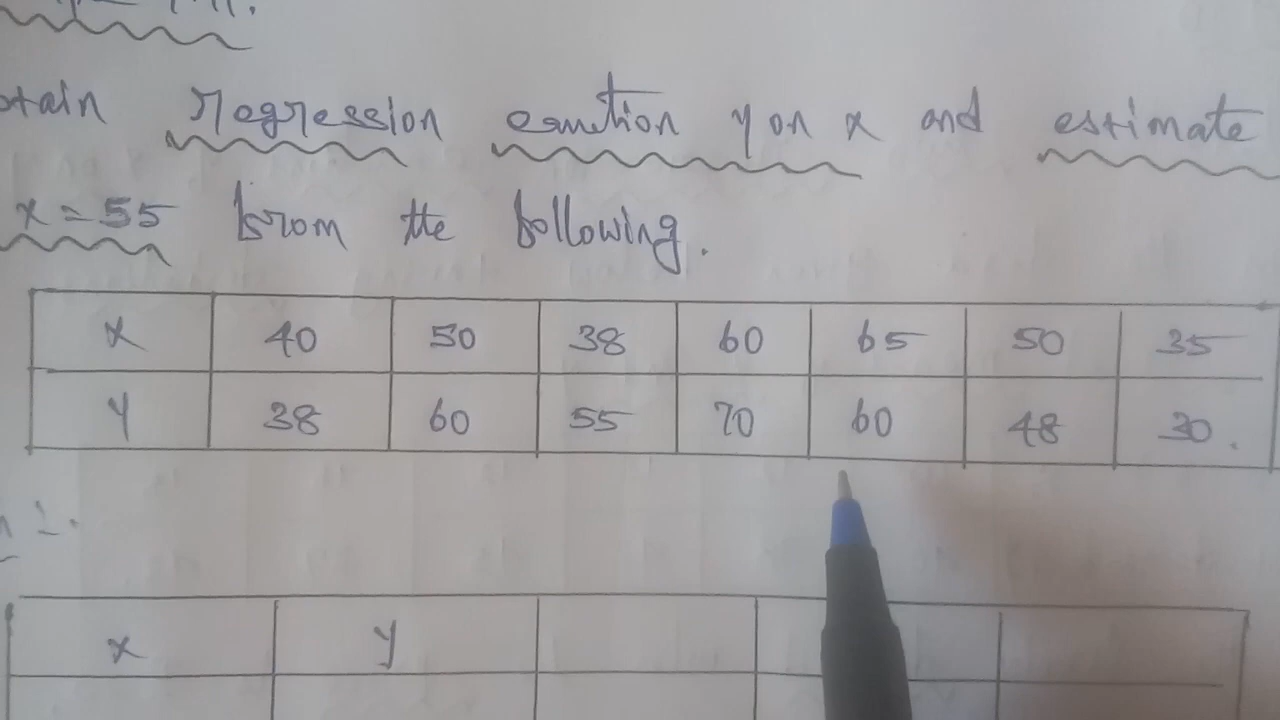 regression equation y on x and estimate
x = 55 from the following.
X 40 50 38 60 65 50 35
Y 38 60 55 70 60 48 30.
x y